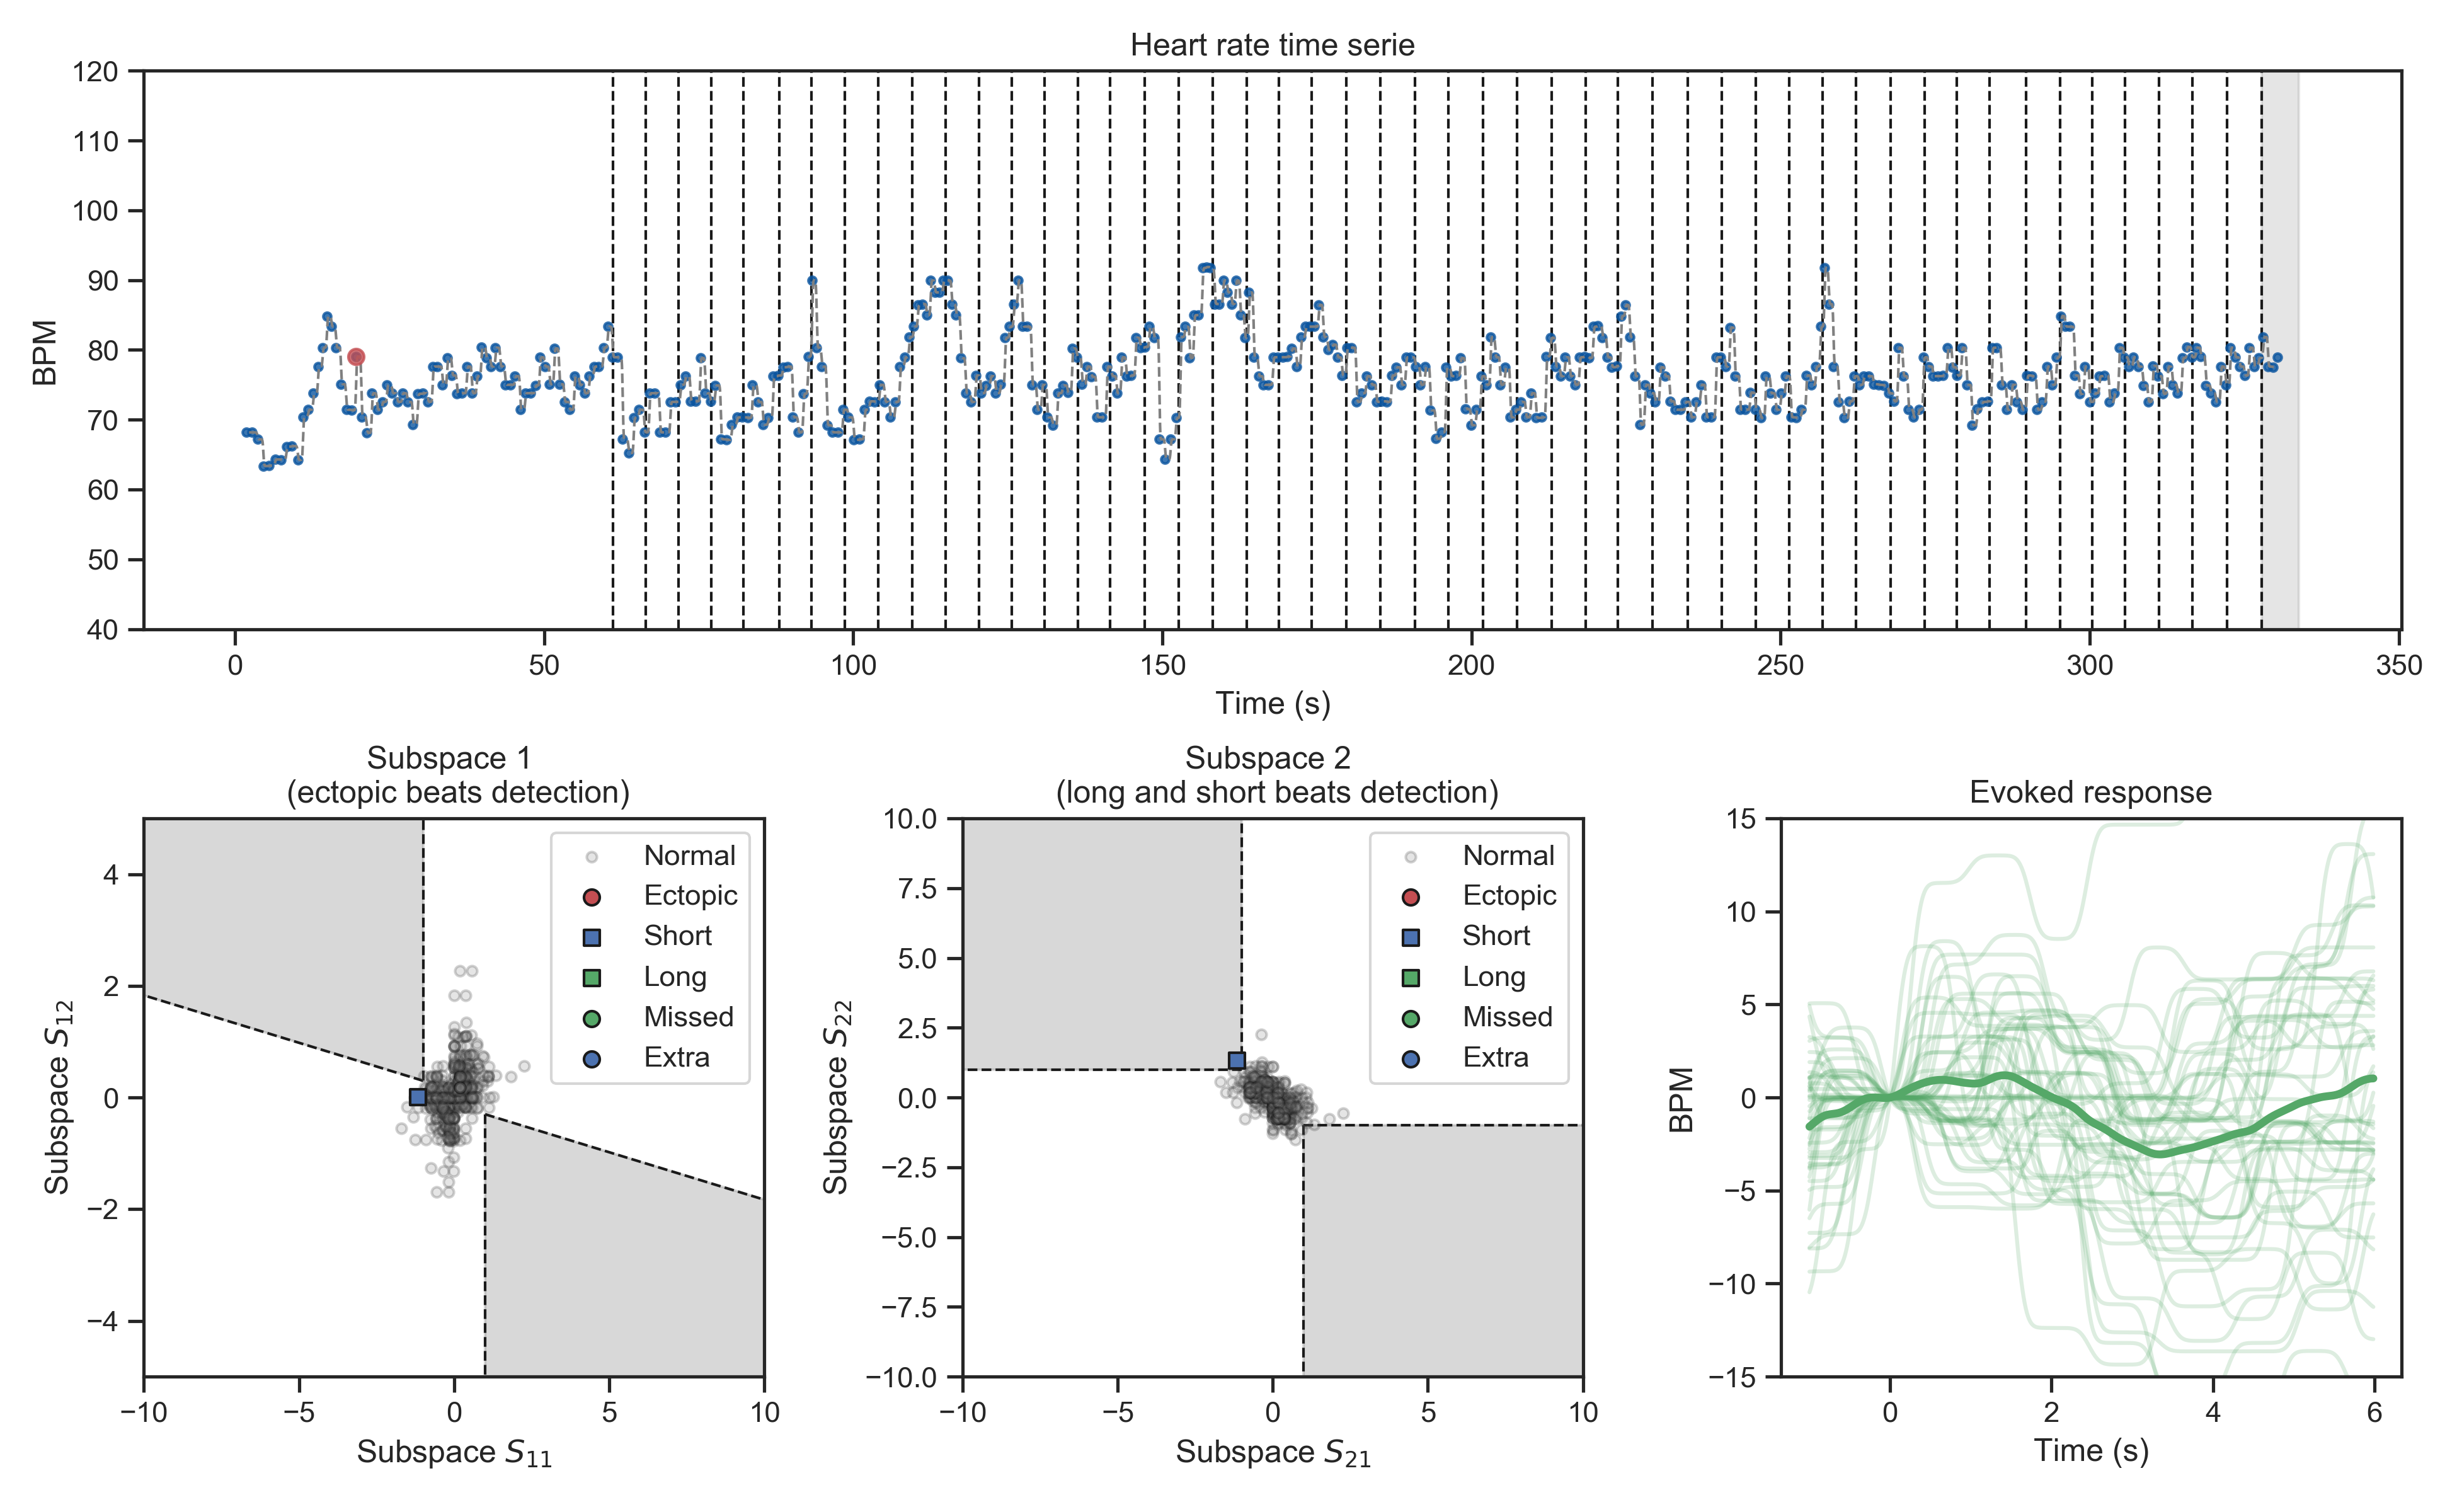 Heart rate time serie
120
110
100
90
80
70
60
50
40
BPM
0 50 100 150 200 250 300 350
Time (s)
Subspace 1
(ectopic beats detection)
4
2
0
−2
−4
Subspace S12
Normal
Ectopic
Short
Long
Missed
Extra
−10 −5 0 5 10
Subspace S11
Subspace 2
(long and short beats detection)
10.0
7.5
5.0
2.5
0.0
−2.5
−5.0
−7.5
−10.0
Subspace S22
Normal
Ectopic
Short
Long
Missed
Extra
−10 −5 0 5 10
Subspace S21
Evoked response
15
10
5
0
−5
−10
−15
BPM
0 2 4 6
Time (s)